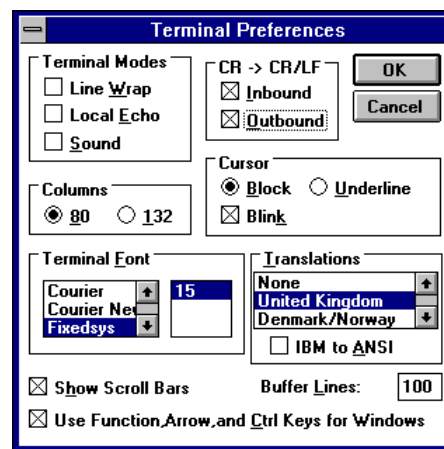 Terminal Preferences
Terminal Modes
Line Wrap
Local Echo
Sound
CR -> CR/LF
Inbound
Outbound
OK
Cancel
Columns
80
132
Cursor
Block
Underline
Blink
Terminal Font
Courier
Courier Ne
Fixedsys
15
Translations
None
United Kingdom
Denmark/Norway
IBM to ANSI
Show Scroll Bars
Buffer Lines:
100
Use Function,Arrow,and Ctrl Keys for Windows